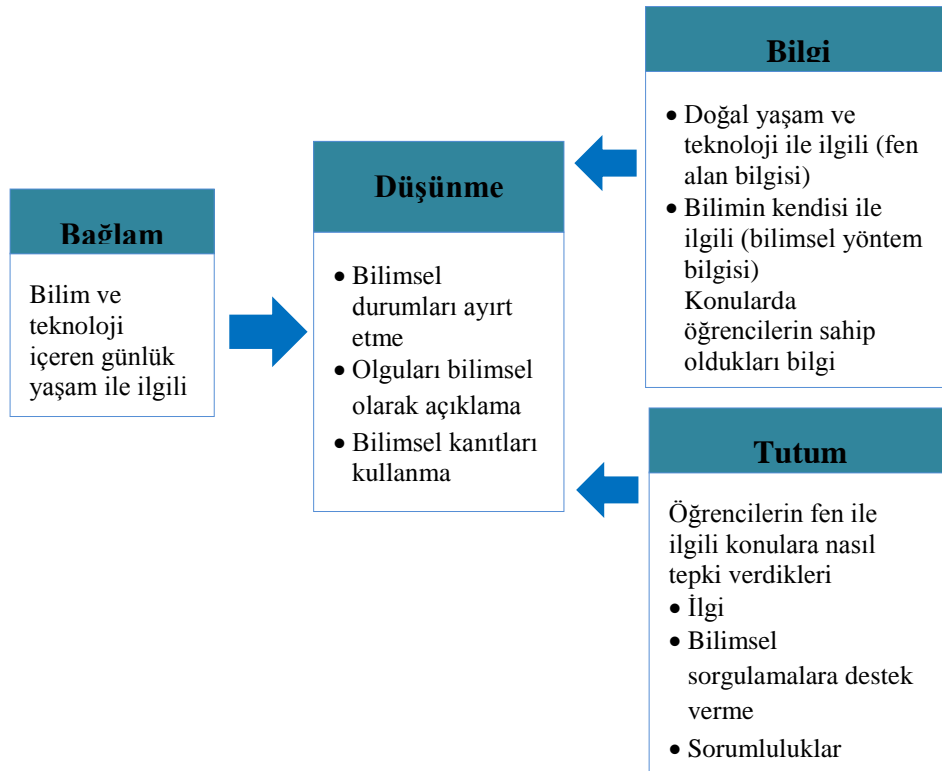 Bağlam
Bilim ve
teknoloji
içeren günlük
yaşam ile ilgili
Düşünme
• Bilimsel
durumları ayırt
etme
• Olguları bilimsel
olarak açıklama
• Bilimsel kanıtları
kullanma
Bilgi
• Doğal yaşam ve
teknoloji ile ilgili (fen
alan bilgisi)
• Bilimin kendisi ile
ilgili (bilimsel yöntem
bilgisi)
Konularda
öğrencilerin sahip
oldukları bilgi
Tutum
Öğrencilerin fen ile
ilgili konulara nasıl
tepki verdikleri
• İlgi
• Bilimsel
sorgulamalara destek
verme
• Sorumluluklar